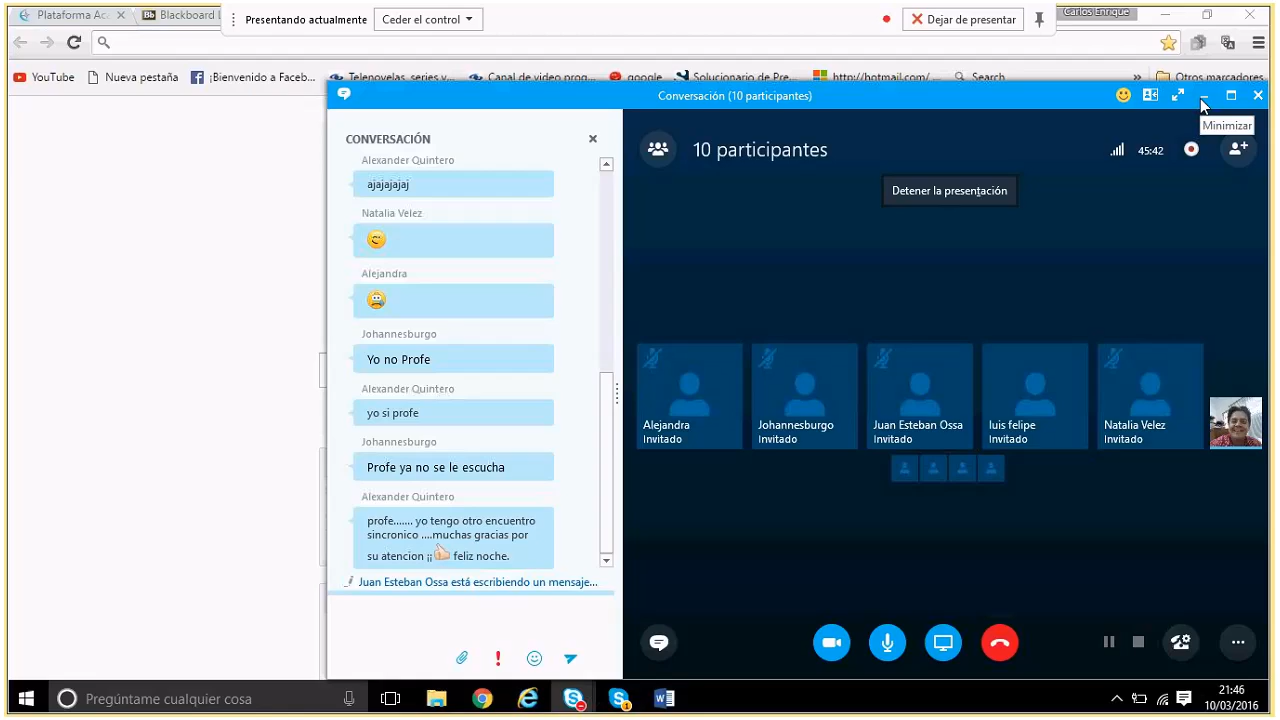 Plataforma Aca
Blackboard L
Presentando actualmente
Ceder el control
Dejar de presentar
Carlos Enrique
YouTube
Nueva pestaña
¡Bienvenido a Faceb...
Telenovelas, series y...
Canal de video prog...
google
Solucionario de Pre...
http://hotmail.com/
Search
»
Otros marcadores
Conversación (10 participantes)
Minimizar
CONVERSACIÓN
Alexander Quintero
ajajajajaj
Natalia Velez
Alejandra
Johannesburgo
Yo no Profe
Alexander Quintero
yo si profe
Johannesburgo
Profe ya no se le escucha
Alexander Quintero
profe....... yo tengo otro encuentro
sincronico ....muchas gracias por
su atencion ¡¡ feliz noche.
Juan Esteban Ossa está escribiendo un mensaje...
10 participantes
45:42
Detener la presentación
Alejandra
Invitado
Johannesburgo
Invitado
Juan Esteban Ossa
Invitado
luis felipe
Invitado
Natalia Velez
Invitado
Pregúntame cualquier cosa
21:46
10/03/2016